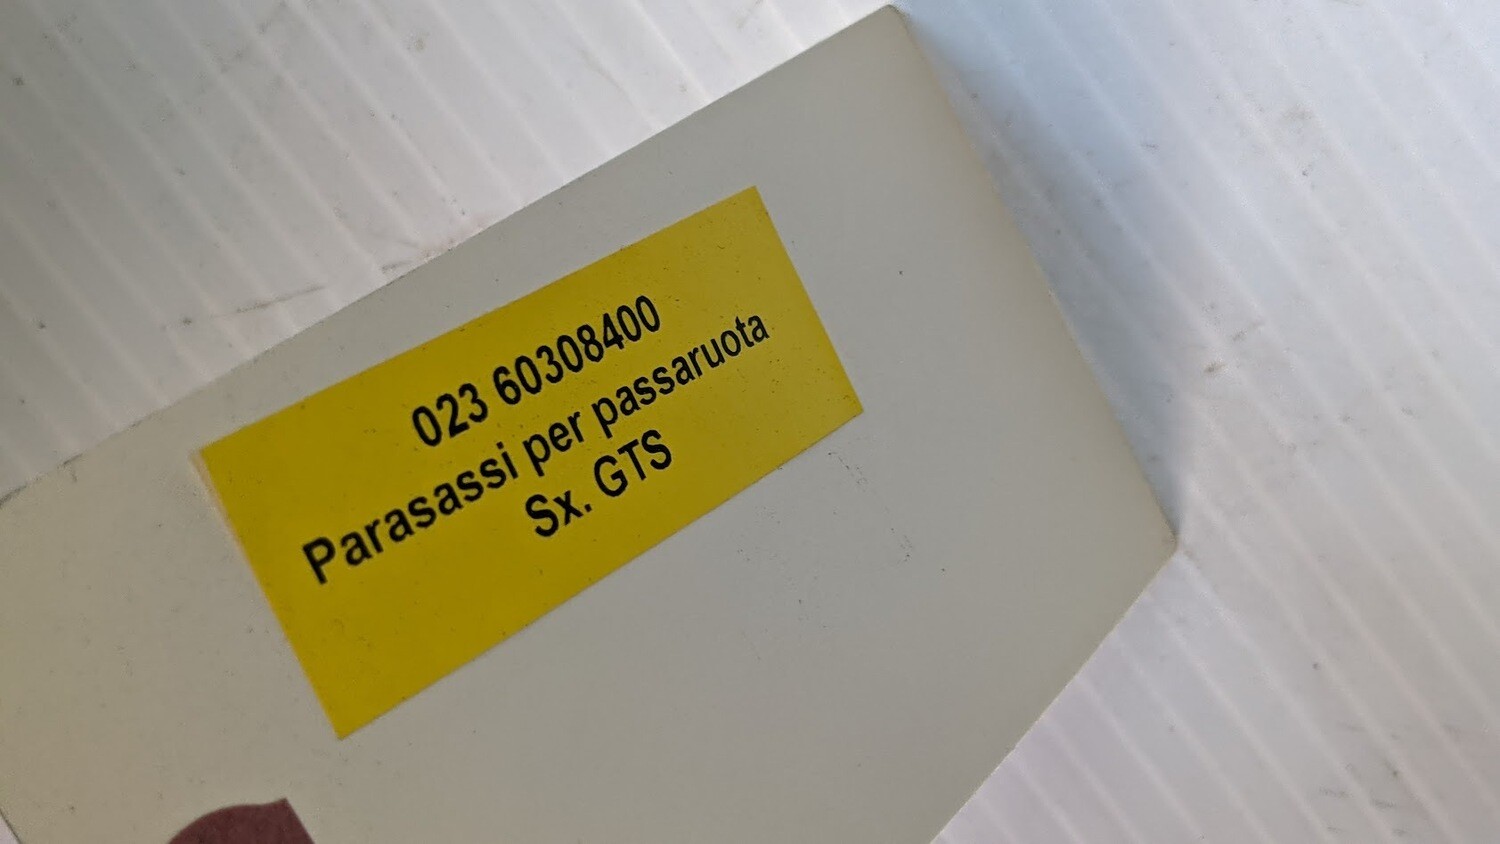 023 60308400
Parasassi per passaruota
Sx. GTS